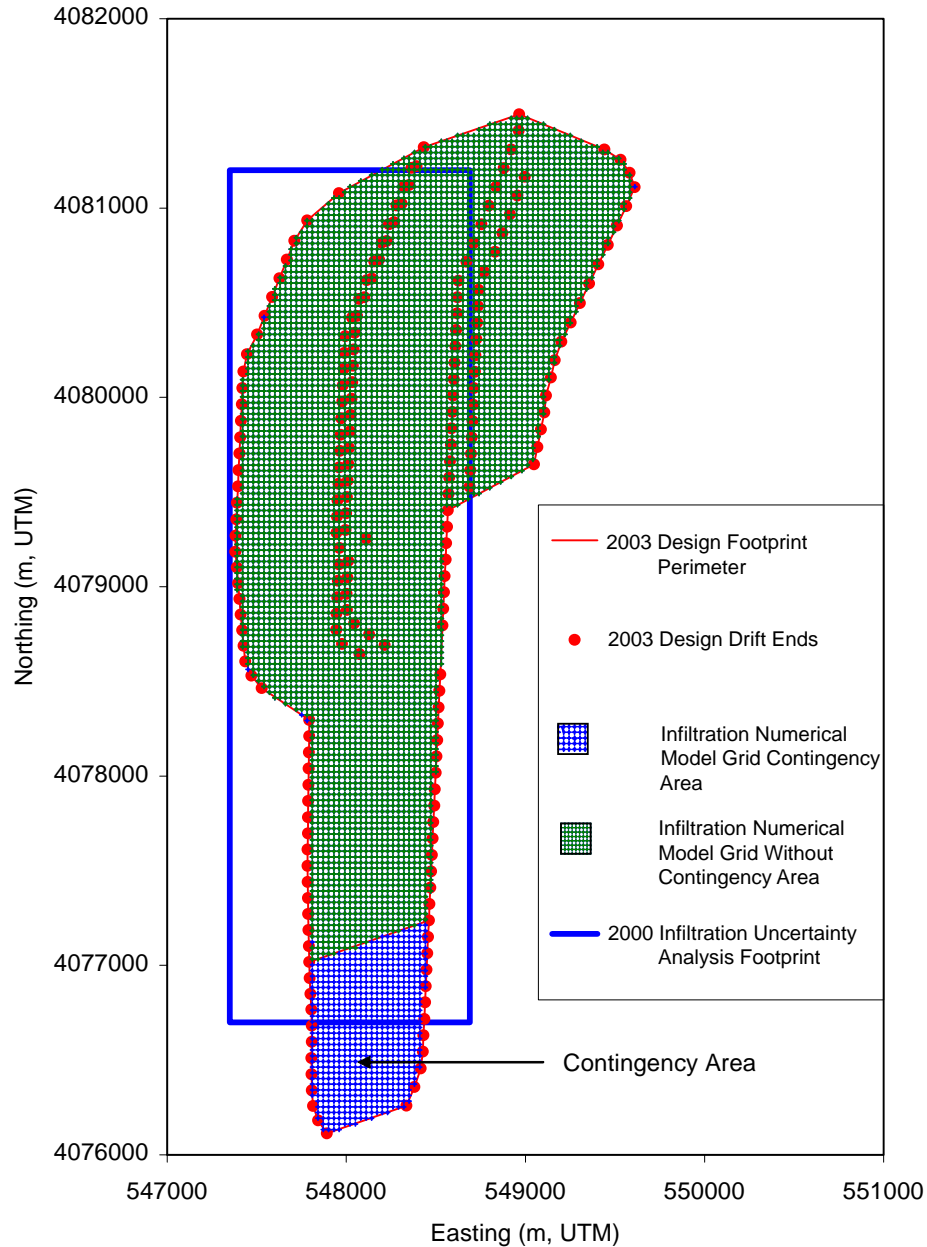 4082000
4081000
4080000
4079000
4078000
4077000
4076000
Northing (m, UTM)
2003 Design Footprint
Perimeter
2003 Design Drift Ends
Infiltration Numerical
Model Grid Contingency
Area
Infiltration Numerical
Model Grid Without
Contingency Area
2000 Infiltration Uncertainty
Analysis Footprint
Contingency Area
547000
548000
549000
550000
551000
Easting (m, UTM)